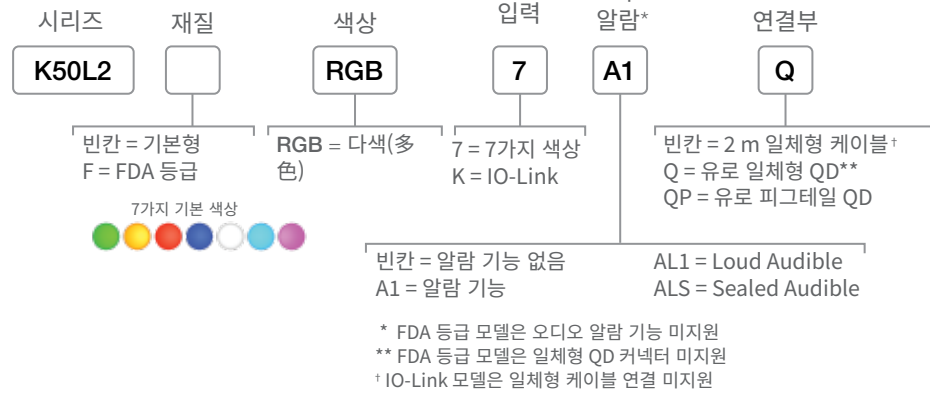 시리즈 재질 색상 입력 알람* 연결부
K50L2 RGB 7 A1 Q
빈칸 = 기본형
F = FDA 등급
RGB = 다색(多
色)
7 = 7가지 색상
K = IO-Link
빈칸 = 2 m 일체형 케이블†
Q = 유로 일체형 QD**
QP = 유로 피그테일 QD
7가지 기본 색상
빈칸 = 알람 기능 없음
A1 = 알람 기능
AL1 = Loud Audible
ALS = Sealed Audible
* FDA 등급 모델은 오디오 알람 기능 미지원
** FDA 등급 모델은 일체형 QD 커넥터 미지원
† IO-Link 모델은 일체형 케이블 연결 미지원